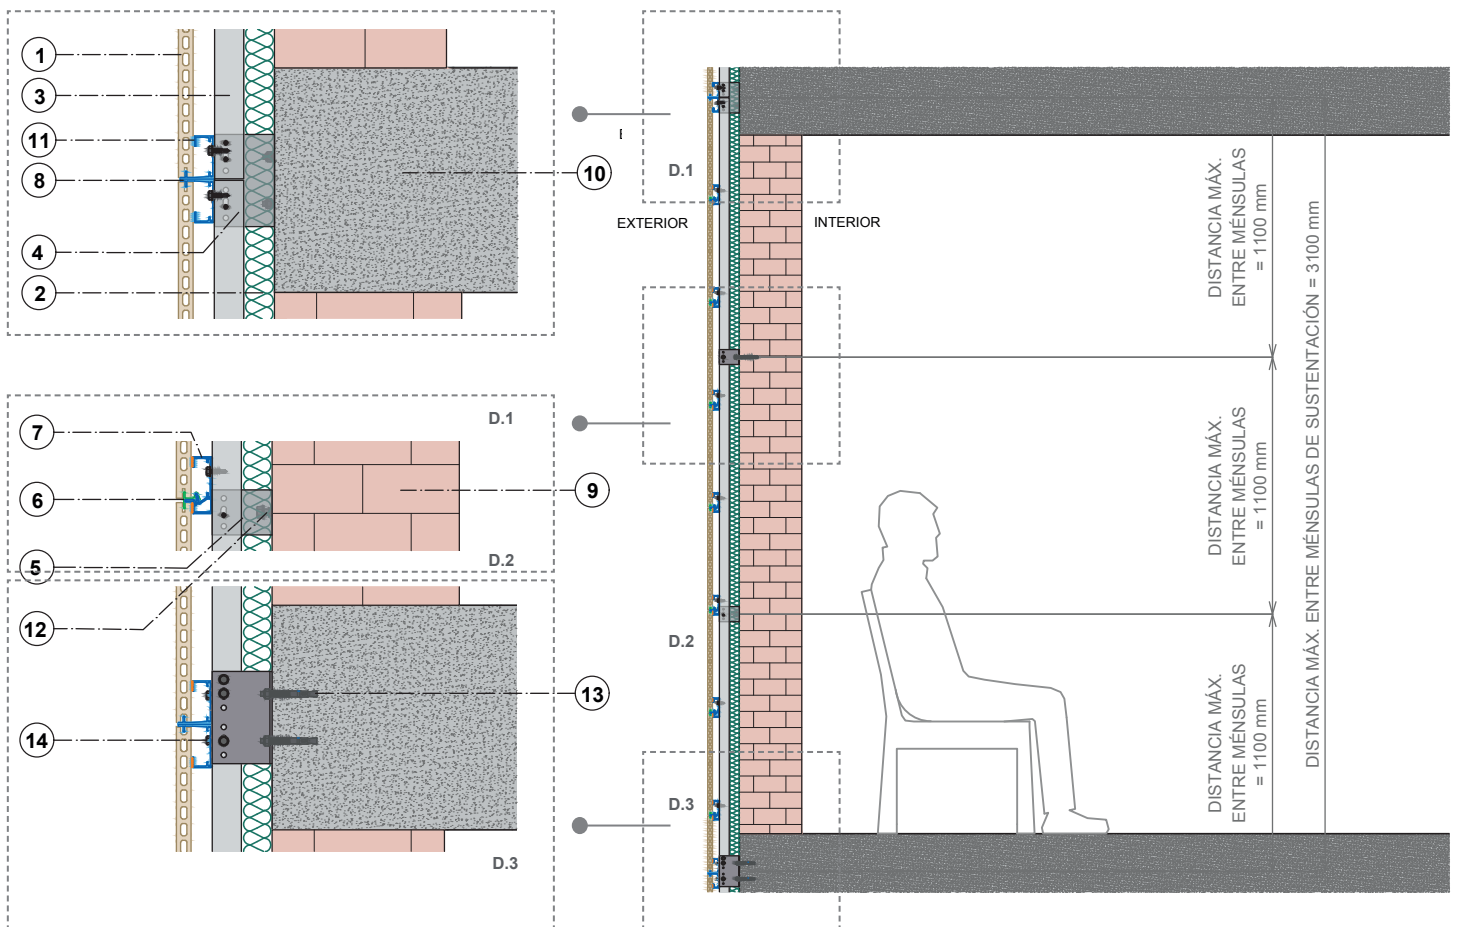 1
3
11
8
4
2
10
D.1
7
6
5
12
9
D.2
14
13
D.3
E
EXTERIOR
INTERIOR
D.1
D.2
D.3
DISTANCIA MÁX.
ENTRE MÉNSULAS
= 1100 mm
DISTANCIA MÁX.
ENTRE MÉNSULAS
= 1100 mm
DISTANCIA MÁX.
ENTRE MÉNSULAS
= 1100 mm
DISTANCIA MÁX. ENTRE MÉNSULAS DE SUSTENTACIÓN = 3100 mm